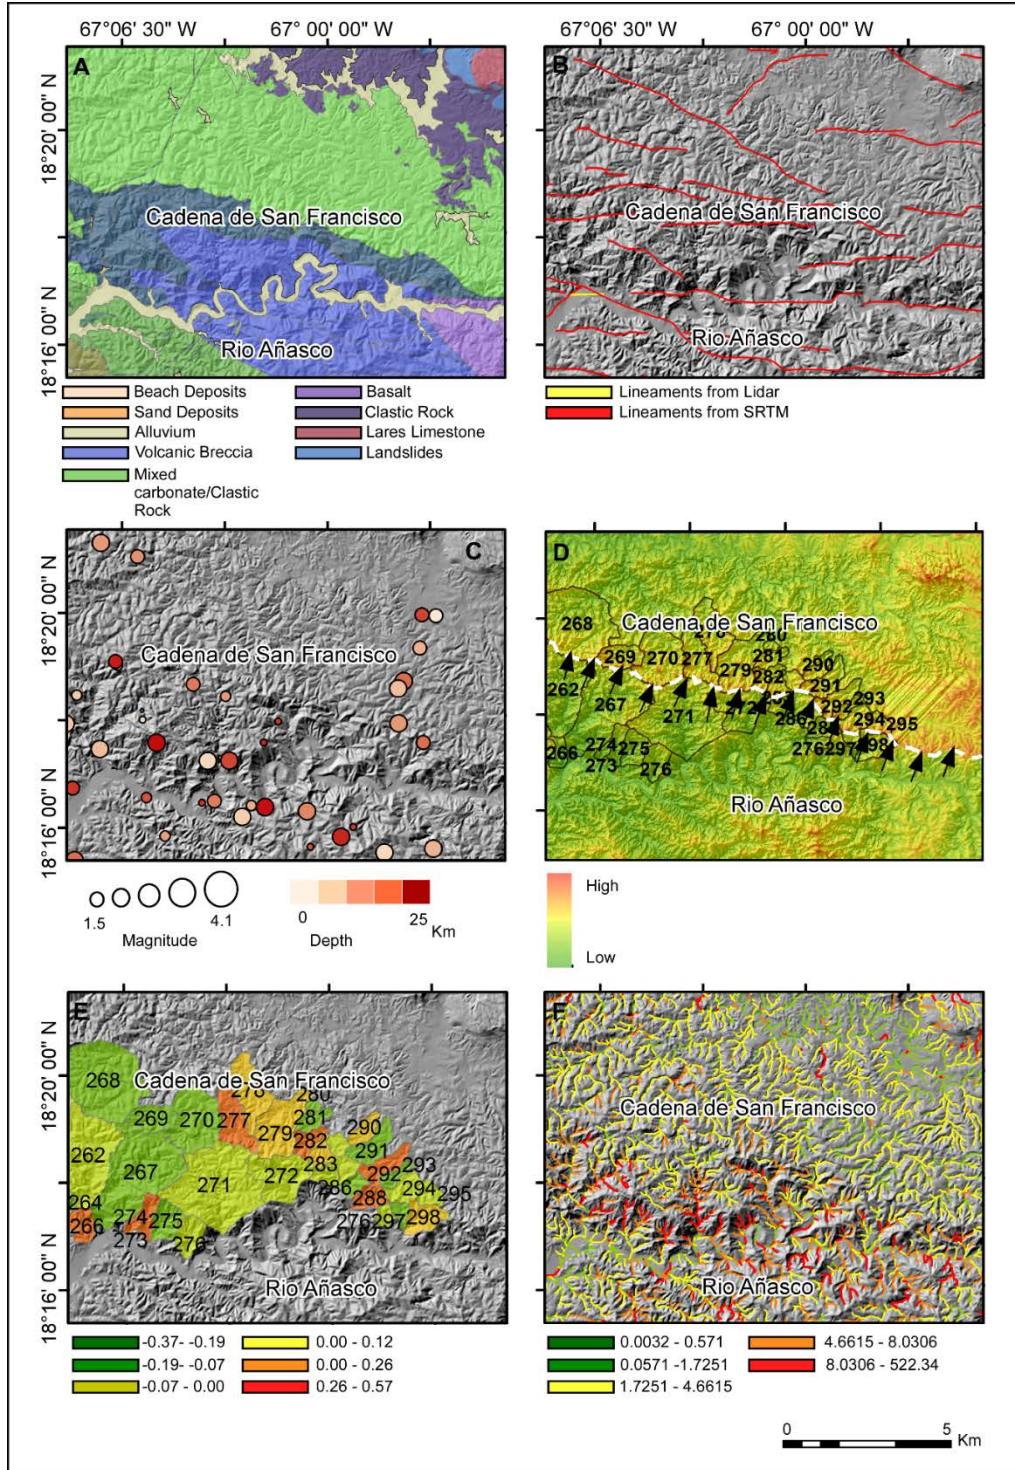 67°06' 30" W 67°00' 00" W
67°06' 30" W 67°00' 00" W
A
18°20' 00" N
18°16' 00" N
Cadena de San Francisco
Rio Añasco
B
Cadena de San Francisco
Rio Añasco
Beach Deposits
Sand Deposits
Alluvium
Volcanic Breccia
Mixed
carbonate/Clastic
Rock
Basalt
Clastic Rock
Lares Limestone
Landslides
Lineaments from Lidar
Lineaments from SRTM
C
18°20' 00" N
18°16' 00" N
Cadena de San Francisco
D
Cadena de San Francisco
268
278
280
269 270 277
281
279 282
290
291
262
267
292 293
271
286
294 295
266
274 275
276 297
273
276
Rio Añasco
1.5
4.1
Magnitude
0
25
Km
Depth
High
Low
E
18°20' 00" N
18°16' 00" N
268
Cadena de San Francisco
278
280
269 270 277
281
279 282
290
291
262
267
283
292 293
271 272
286
294
295
264
288
266
274 275
276 297 298
273
276
Rio Añasco
F
Cadena de San Francisco
Rio Añasco
-0.37- -0.19
-0.19- -0.07
-0.07 - 0.00
0.00 - 0.12
0.00 - 0.26
0.26 - 0.57
0.0032 - 0.571
0.0571 -1.7251
1.7251 - 4.6615
4.6615 - 8.0306
8.0306 - 522.34
0 5
Km